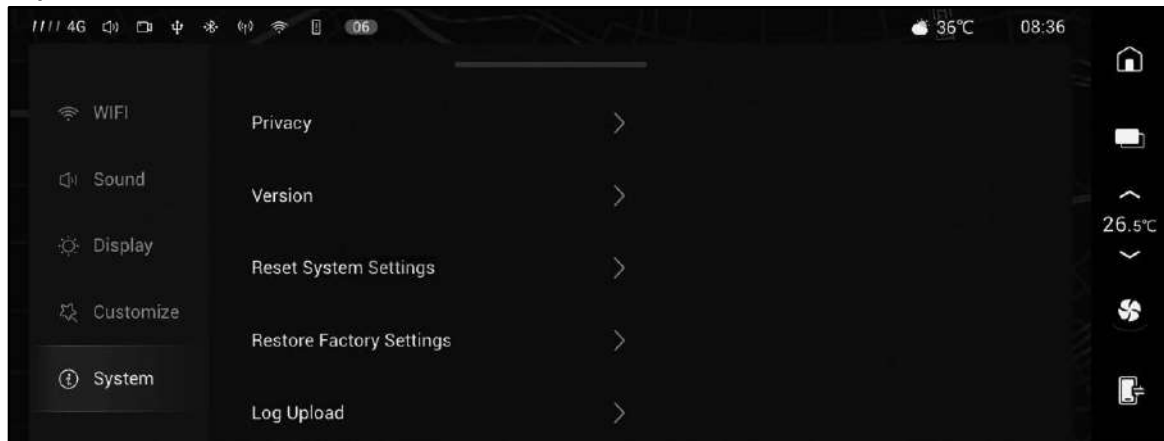 4G 06 36°C 08:36
WIFI
Sound
Display
Customize
System
Privacy
Version
Reset System Settings
Restore Factory Settings
Log Upload
26.5°C